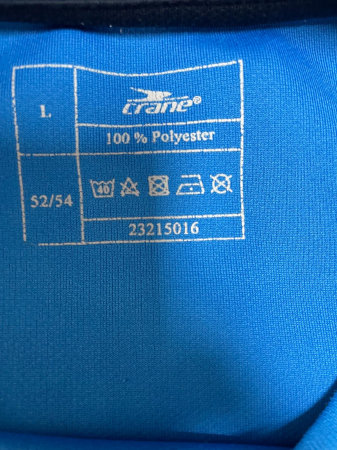 L
crane®
100 % Polyester
52/54
40
23215016